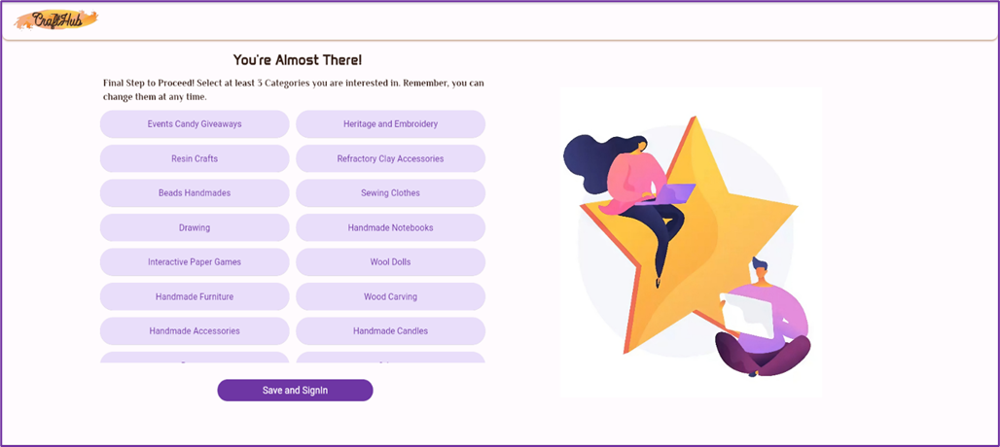 CraftHub
You're Almost There!
Final Step to Proceed! Select at least 3 Categories you are interested in. Remember, you can
change them at any time.
Events Candy Giveaways
Heritage and Embroidery
Resin Crafts
Refractory Clay Accessories
Beads Handmades
Sewing Clothes
Drawing
Handmade Notebooks
Interactive Paper Games
Wool Dolls
Handmade Furniture
Wood Carving
Handmade Accessories
Handmade Candles
Save and SignIn